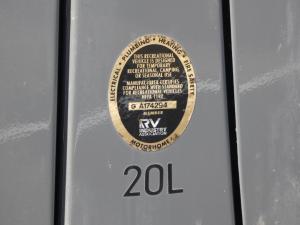 ELECTRICAL • PLUMBING • HEATING • FIRE SAFETY
THIS RECREATIONAL
VEHICLE IS DESIGNED
FOR TEMPORARY
RECREATIONAL, CAMPING
OR SEASONAL USE
MANUFACTURER CERTIFIES
COMPLIANCE WITH STANDARD
FOR RECREATIONAL VEHICLES
NFPA 1192
G A174294
NUMBER
RV
INDUSTRY
ASSOCIATION
MOTORHOME
20L